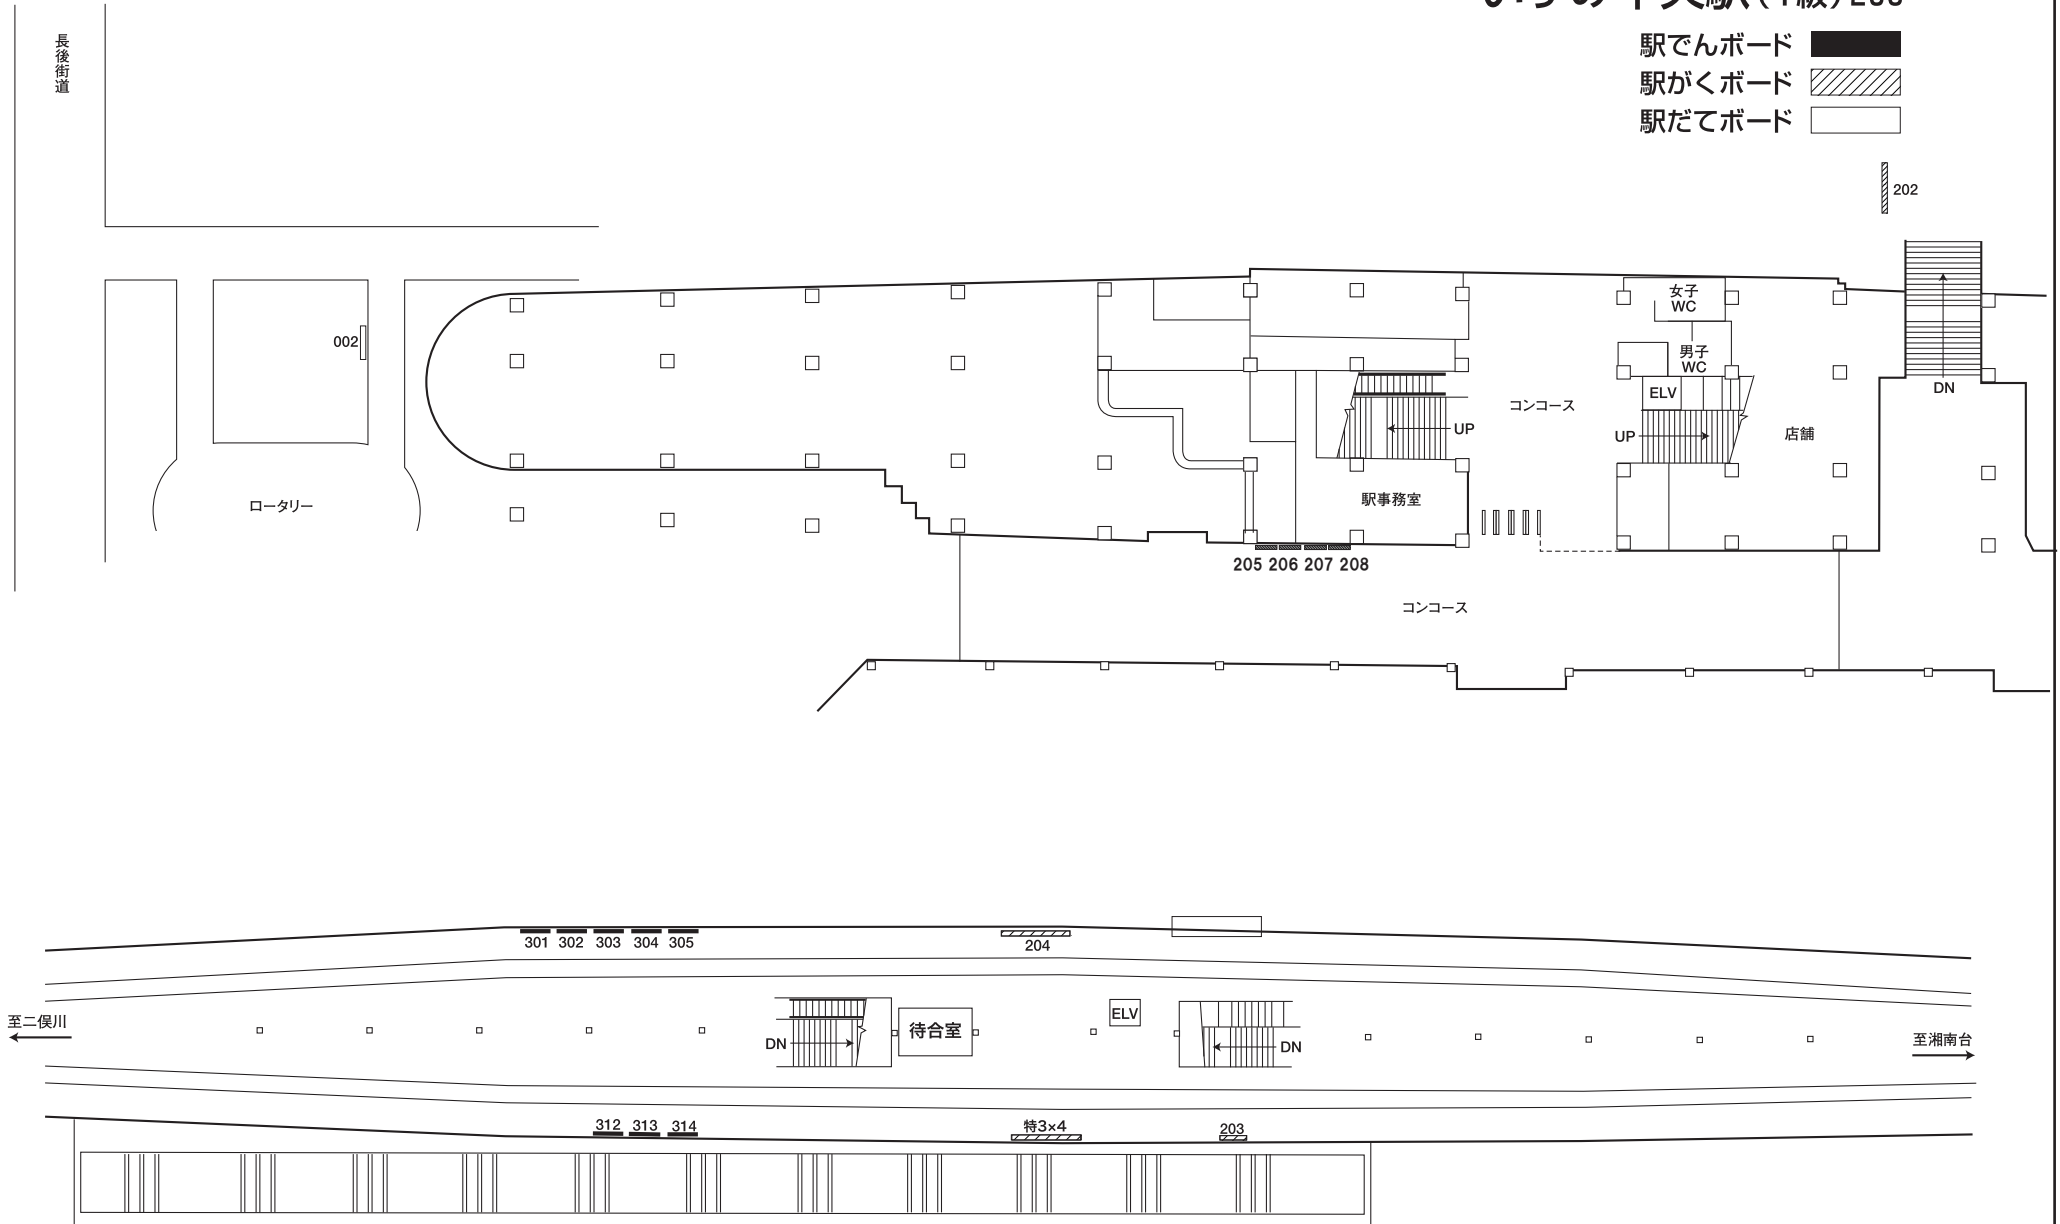 長後街道
駅でんボード
駅がくボード
駅だてボード
202
002
女子
WC
男子
WC
ELV
コンコース
UP
UP
店舗
DN
ロータリー
駅事務室
205 206 207 208
コンコース
301 302 303 304 305
204
至二俣川
DN
待合室
ELV
DN
至湘南台
312 313 314
特3×4
203